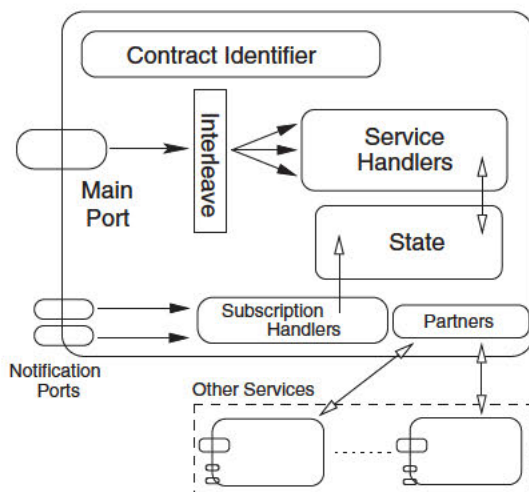 Contract Identifier
Interleave
Service
Handlers
Main
Port
State
Subscription
Handlers
Partners
Notification
Ports
Other Services